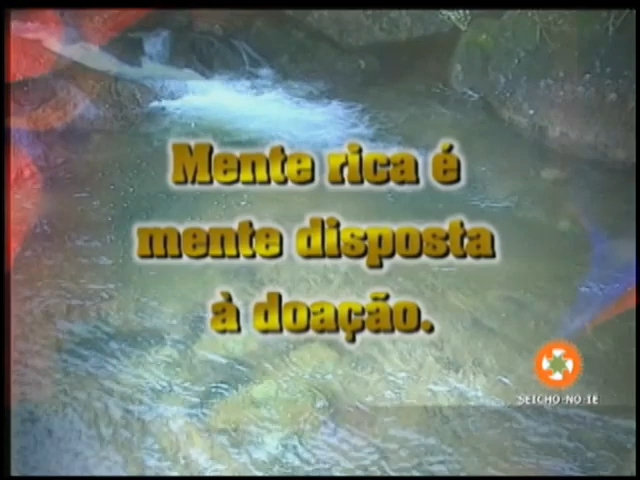 Mente rica é
mente disposta
à doação.
SEICHO-NO-IE